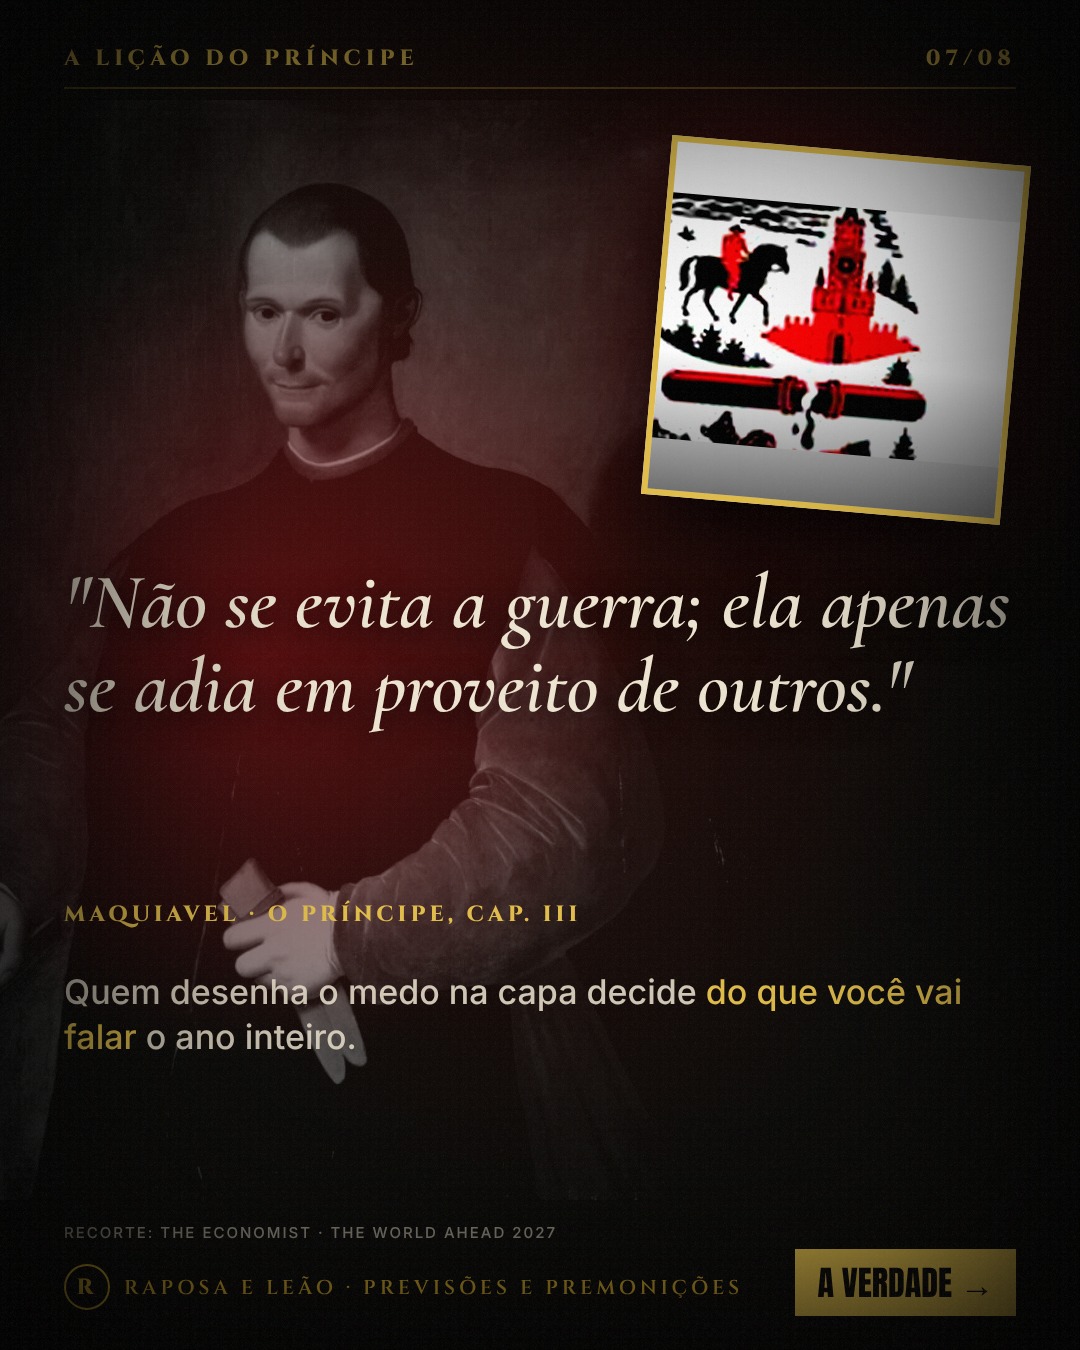 A LIÇÃO DO PRÍNCIPE
07/08
"Não se evita a guerra; ela apenas
se adia em proveito de outros."
MAQUIAVEL · O PRÍNCIPE, CAP. III
Quem desenha o medo na capa decide do que você vai
falar o ano inteiro.
RECORTE: THE ECONOMIST · THE WORLD AHEAD 2027
R RAPOSA E LEÃO · PREVISÕES E PREMONIÇÕES
A VERDADE →